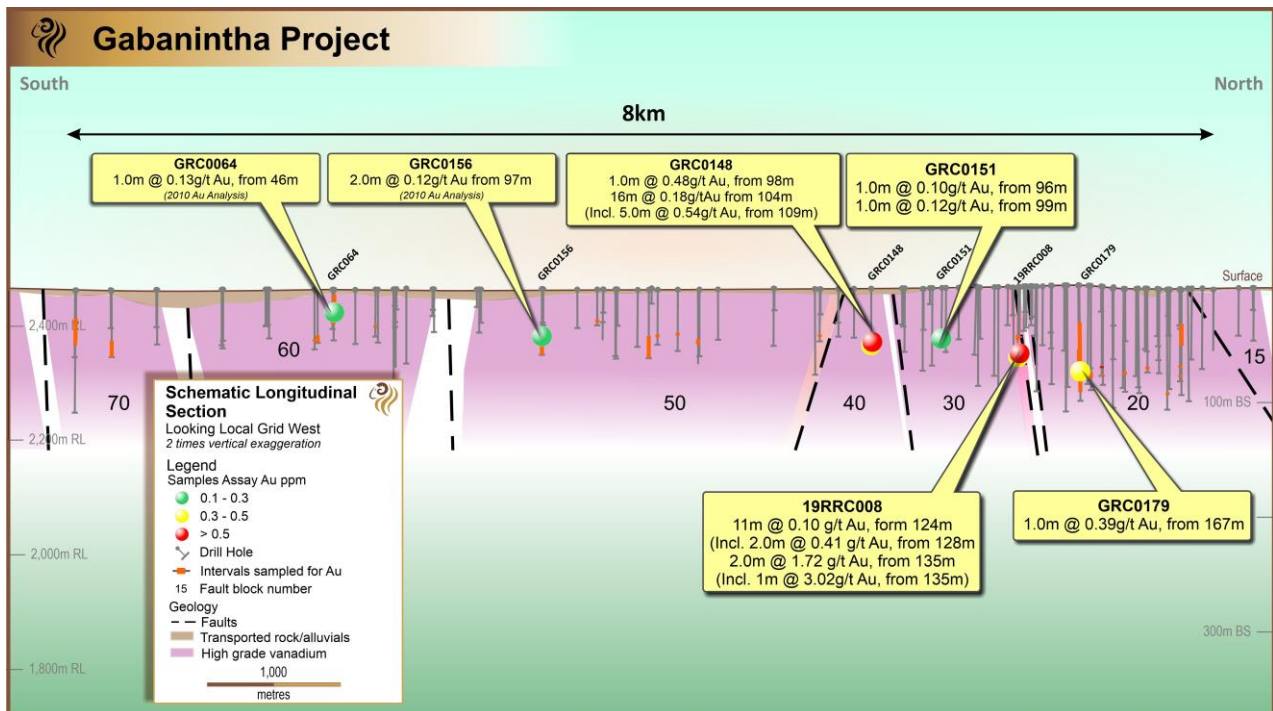 Gabanintha Project
South
North
8km
GRC0064
1.0m @ 0.13g/t Au, from 46m
(2010 Au Analysis)
GRC0156
2.0m @ 0.12g/t Au from 97m
(2010 Au Analysis)
GRC0148
1.0m @ 0.48g/t Au, from 98m
16m @ 0.18g/tAu from 104m
(Incl. 5.0m @ 0.54g/t Au, from 109m)
GRC0151
1.0m @ 0.10g/t Au, from 96m
1.0m @ 0.12g/t Au, from 99m
GRC064
GRC0156
GRC0148
GRC0151
19RRC008
GRC0179
Surface
2,400m RL
60
15
70
50
40
30
20
100m BS
2,200m RL
Schematic Longitudinal
Section
Looking Local Grid West
2 times vertical exaggeration
Legend
Samples Assay Au ppm
0.1 - 0.3
0.3 - 0.5
> 0.5
Drill Hole
Intervals sampled for Au
15 Fault block number
Geology
Faults
Transported rock/alluvials
High grade vanadium
1,000
metres
19RRC008
11m @ 0.10 g/t Au, form 124m
(Incl. 2.0m @ 0.41 g/t Au, from 128m
2.0m @ 1.72 g/t Au, from 135m
(Incl. 1m @ 3.02g/t Au, from 135m)
GRC0179
1.0m @ 0.39g/t Au, from 167m
2,000m RL
300m BS
1,800m RL